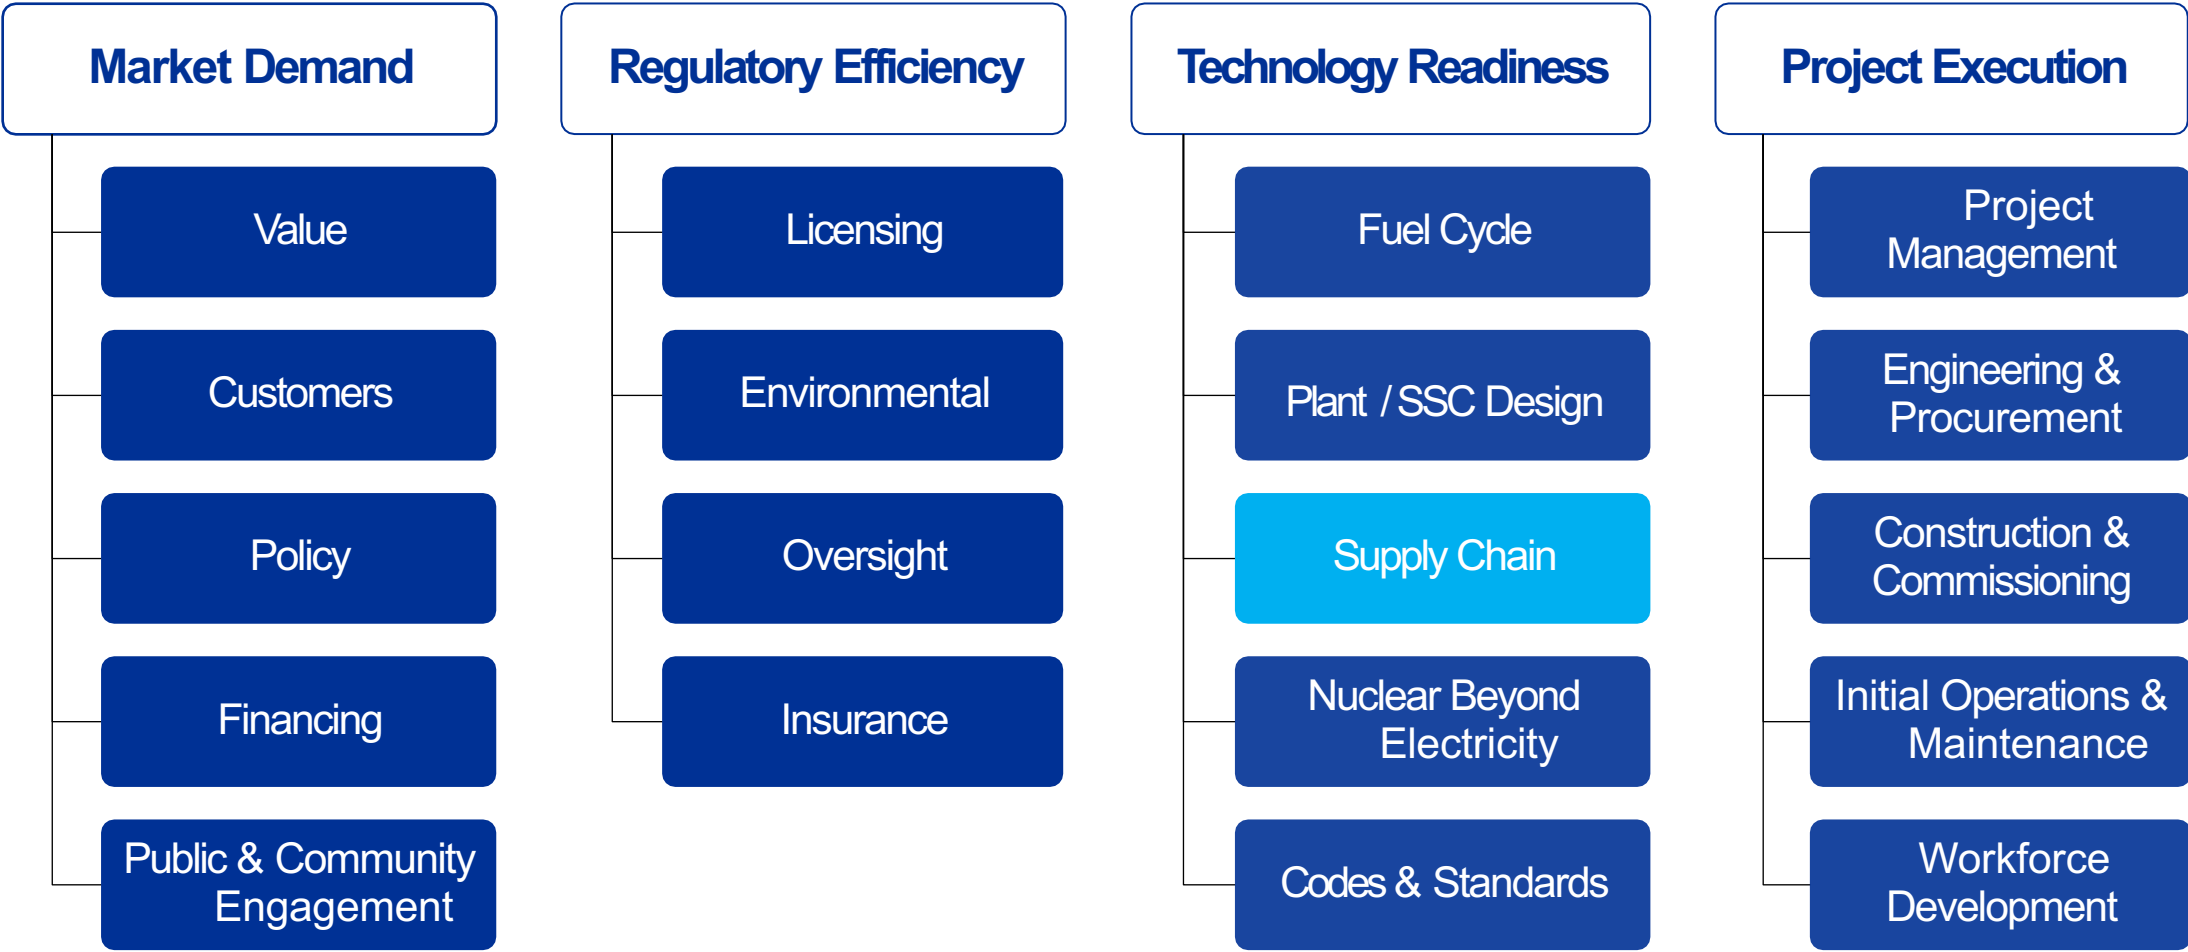 Market Demand
Value
Customers
Policy
Financing
Public & Community
Engagement
Regulatory Efficiency
Licensing
Environmental
Oversight
Insurance
Technology Readiness
Fuel Cycle
Plant / SSC Design
Supply Chain
Nuclear Beyond
Electricity
Codes & Standards
Project Execution
Project
Management
Engineering &
Procurement
Construction &
Commissioning
Initial Operations &
Maintenance
Workforce
Development